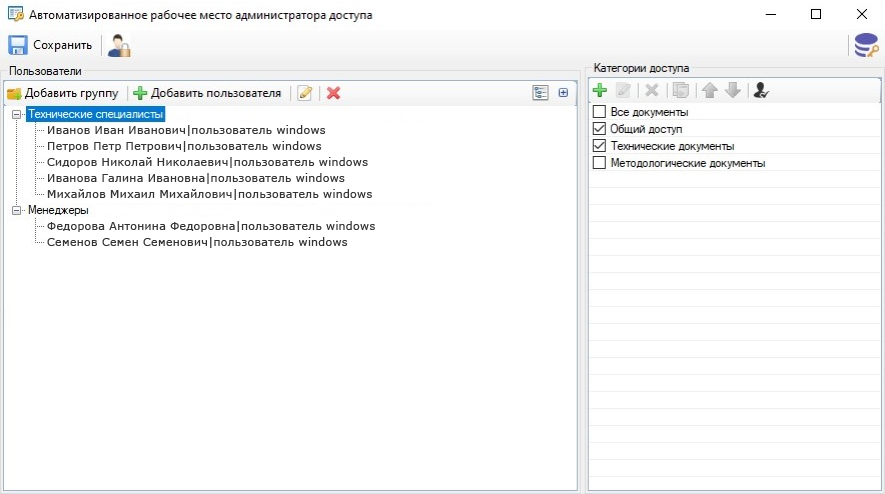 Автоматизированное рабочее место администратора доступа
Сохранить
Пользователи
Добавить группу
Добавить пользователя
Технические специалисты
Иванов Иван Иванович|пользователь windows
Петров Петр Петрович|пользователь windows
Сидоров Николай Николаевич|пользователь windows
Иванова Галина Ивановна|пользователь windows
Михайлов Михаил Михайлович|пользователь windows
Менеджеры
Федорова Антонина Федоровна|пользователь windows
Семенов Семен Семенович|пользователь windows
Категории доступа
Все документы
Общий доступ
Технические документы
Методологические документы